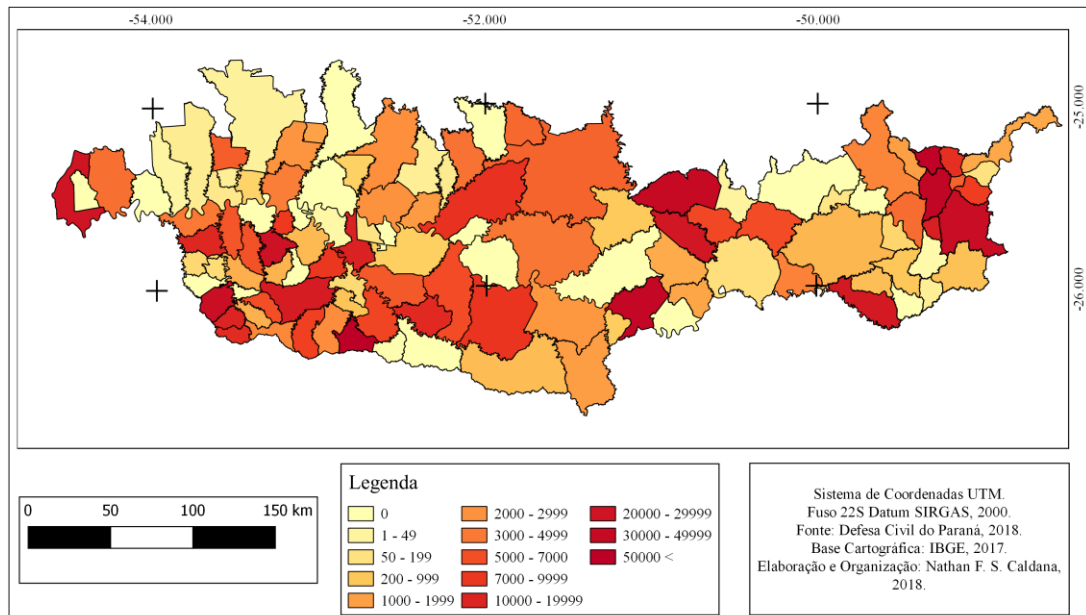 -54.000 -52.000 -50.000
-25.000
-26.000
0 50 100 150 km
Legenda
0
1 - 49
50 - 199
200 - 999
1000 - 1999
2000 - 2999
3000 - 4999
5000 - 7000
7000 - 9999
10000 - 19999
20000 - 29999
30000 - 49999
50000 <
Sistema de Coordenadas UTM.
Fuso 22S Datum SIRGAS, 2000.
Fonte: Defesa Civil do Paraná, 2018.
Base Cartográfica: IBGE, 2017.
Elaboração e Organização: Nathan F. S. Caldana,
2018.